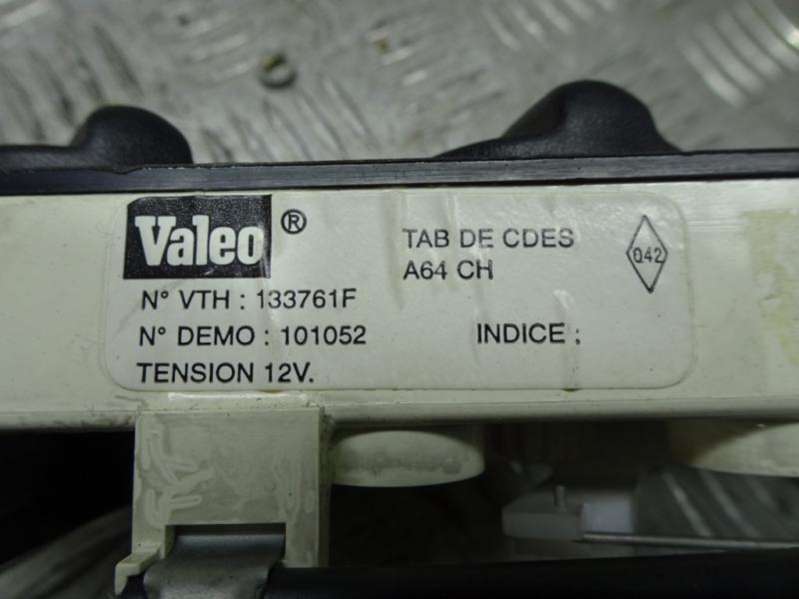 Valeo ®
TAB DE CDES
A64 CH
042
N° VTH : 133761F
N° DEMO : 101052
INDICE :
TENSION 12V.